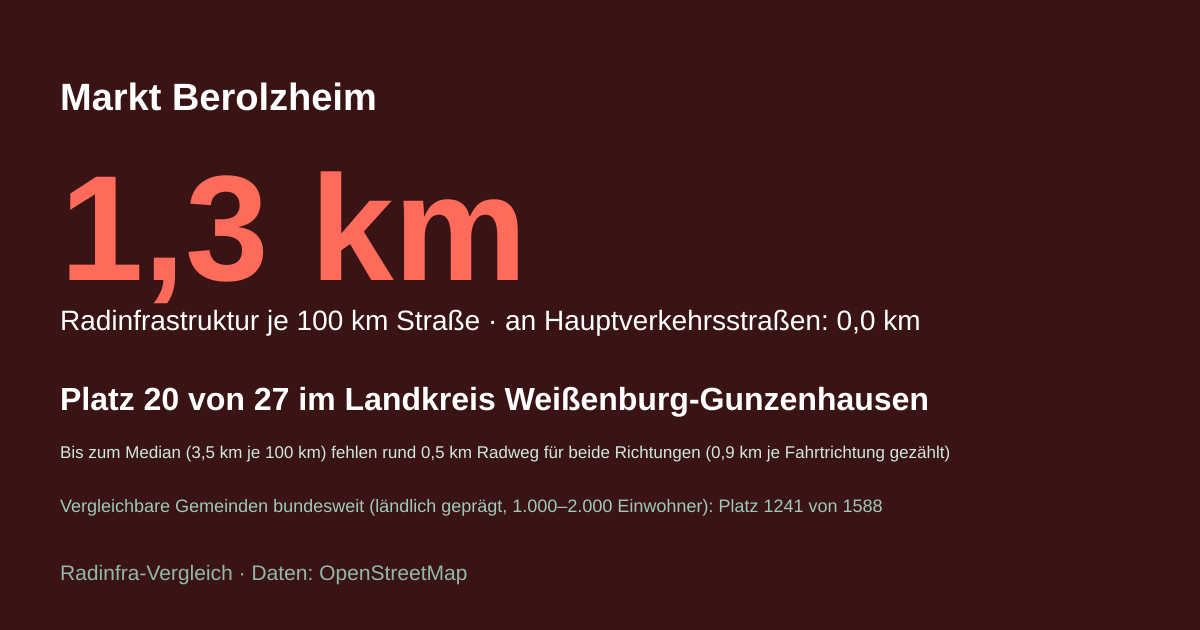 Markt Berolzheim
1,3 km
Radinfrastruktur je 100 km Straße · an Hauptverkehrsstraßen: 0,0 km
Platz 20 von 27 im Landkreis Weißenburg-Gunzenhausen
Bis zum Median (3,5 km je 100 km) fehlen rund 0,5 km Radweg für beide Richtungen (0,9 km je Fahrtrichtung gezählt)
Vergleichbare Gemeinden bundesweit (ländlich geprägt, 1.000–2.000 Einwohner): Platz 1241 von 1588
Radinfra-Vergleich · Daten: OpenStreetMap